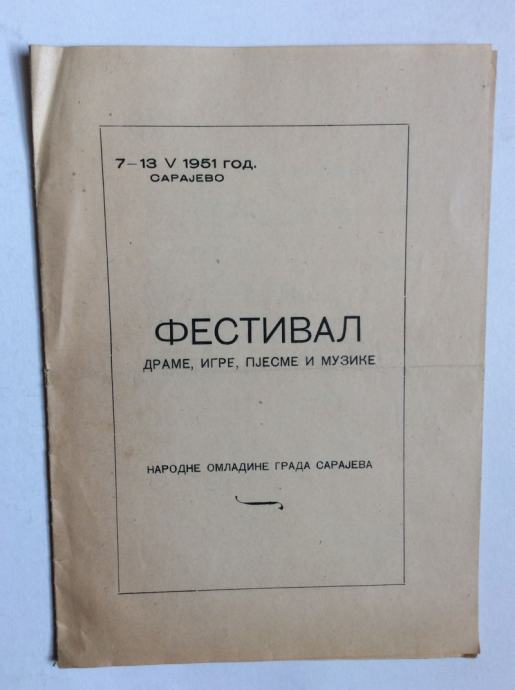 7–13 V 1951 ГОД.
САРАЈЕВО
ФЕСТИВАЛ
ДРАМЕ, ИГРЕ, ПЈЕСМЕ И МУЗИКЕ
НАРОДНЕ ОМЛАДИНЕ ГРАДА САРАЈЕВА